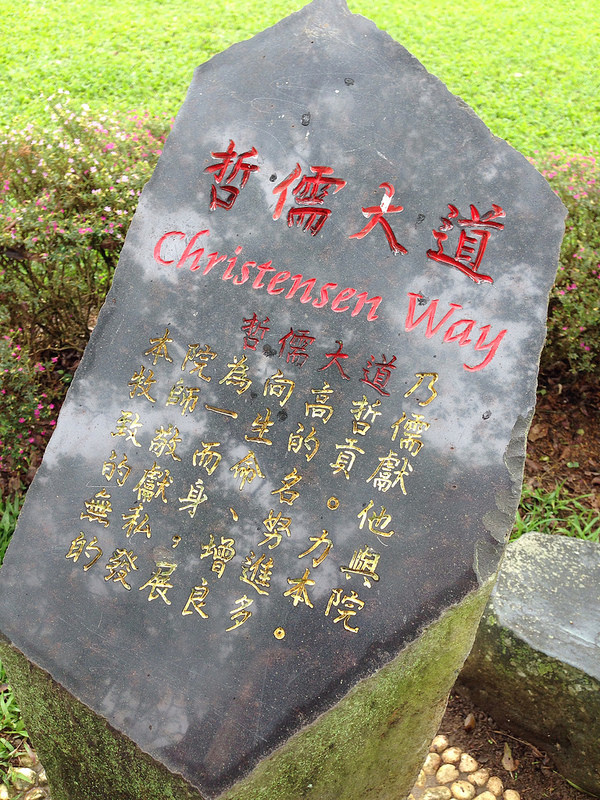 哲儒大道
Christensen Way
哲儒大道乃
本院為向高哲儒
牧師一生的貢獻
致敬而命名。他
的獻身、努力與
無私，增進本院
的發展良多。